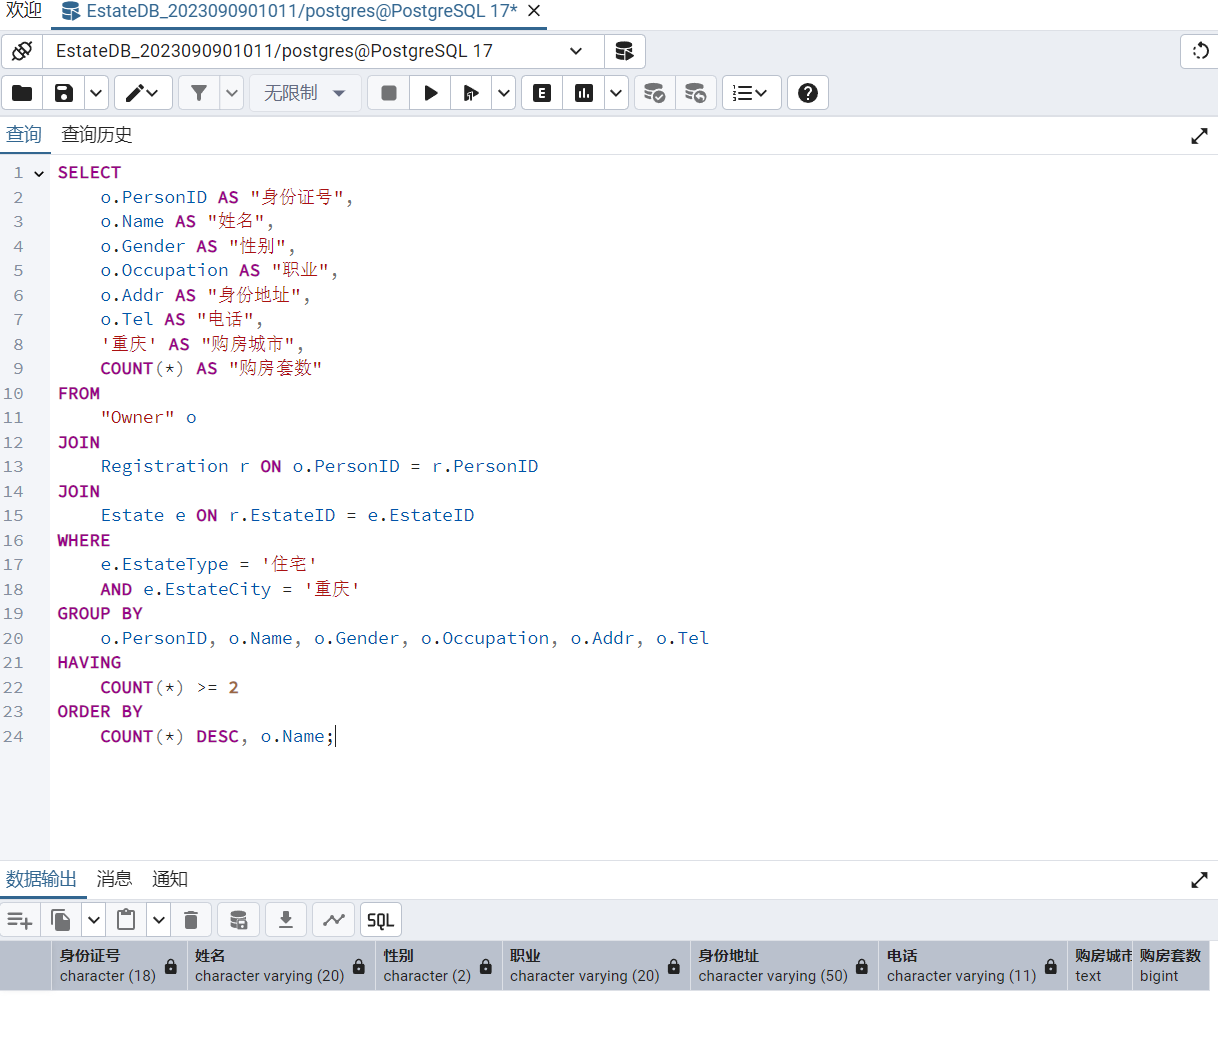 欢迎 EstateDB_2023090901011/postgres@PostgreSQL 17*
EstateDB_2023090901011/postgres@PostgreSQL 17
无限制
查询 查询历史
1 SELECT
2 o.PersonID AS "身份证号",
3 o.Name AS "姓名",
4 o.Gender AS "性别",
5 o.Occupation AS "职业",
6 o.Addr AS "身份地址",
7 o.Tel AS "电话",
8 '重庆' AS "购房城市",
9 COUNT(*) AS "购房套数"
10 FROM
11 "Owner" o
12 JOIN
13 Registration r ON o.PersonID = r.PersonID
14 JOIN
15 Estate e ON r.EstateID = e.EstateID
16 WHERE
17 e.EstateType = '住宅'
18 AND e.EstateCity = '重庆'
19 GROUP BY
20 o.PersonID, o.Name, o.Gender, o.Occupation, o.Addr, o.Tel
21 HAVING
22 COUNT(*) >= 2
23 ORDER BY
24 COUNT(*) DESC, o.Name;
数据输出 消息 通知
SQL
身份证号 姓名 性别 职业 身份地址 电话 购房城市 购房套数
character (18) character varying (20) character (2) character varying (20) character varying (50) character varying (11) text bigint